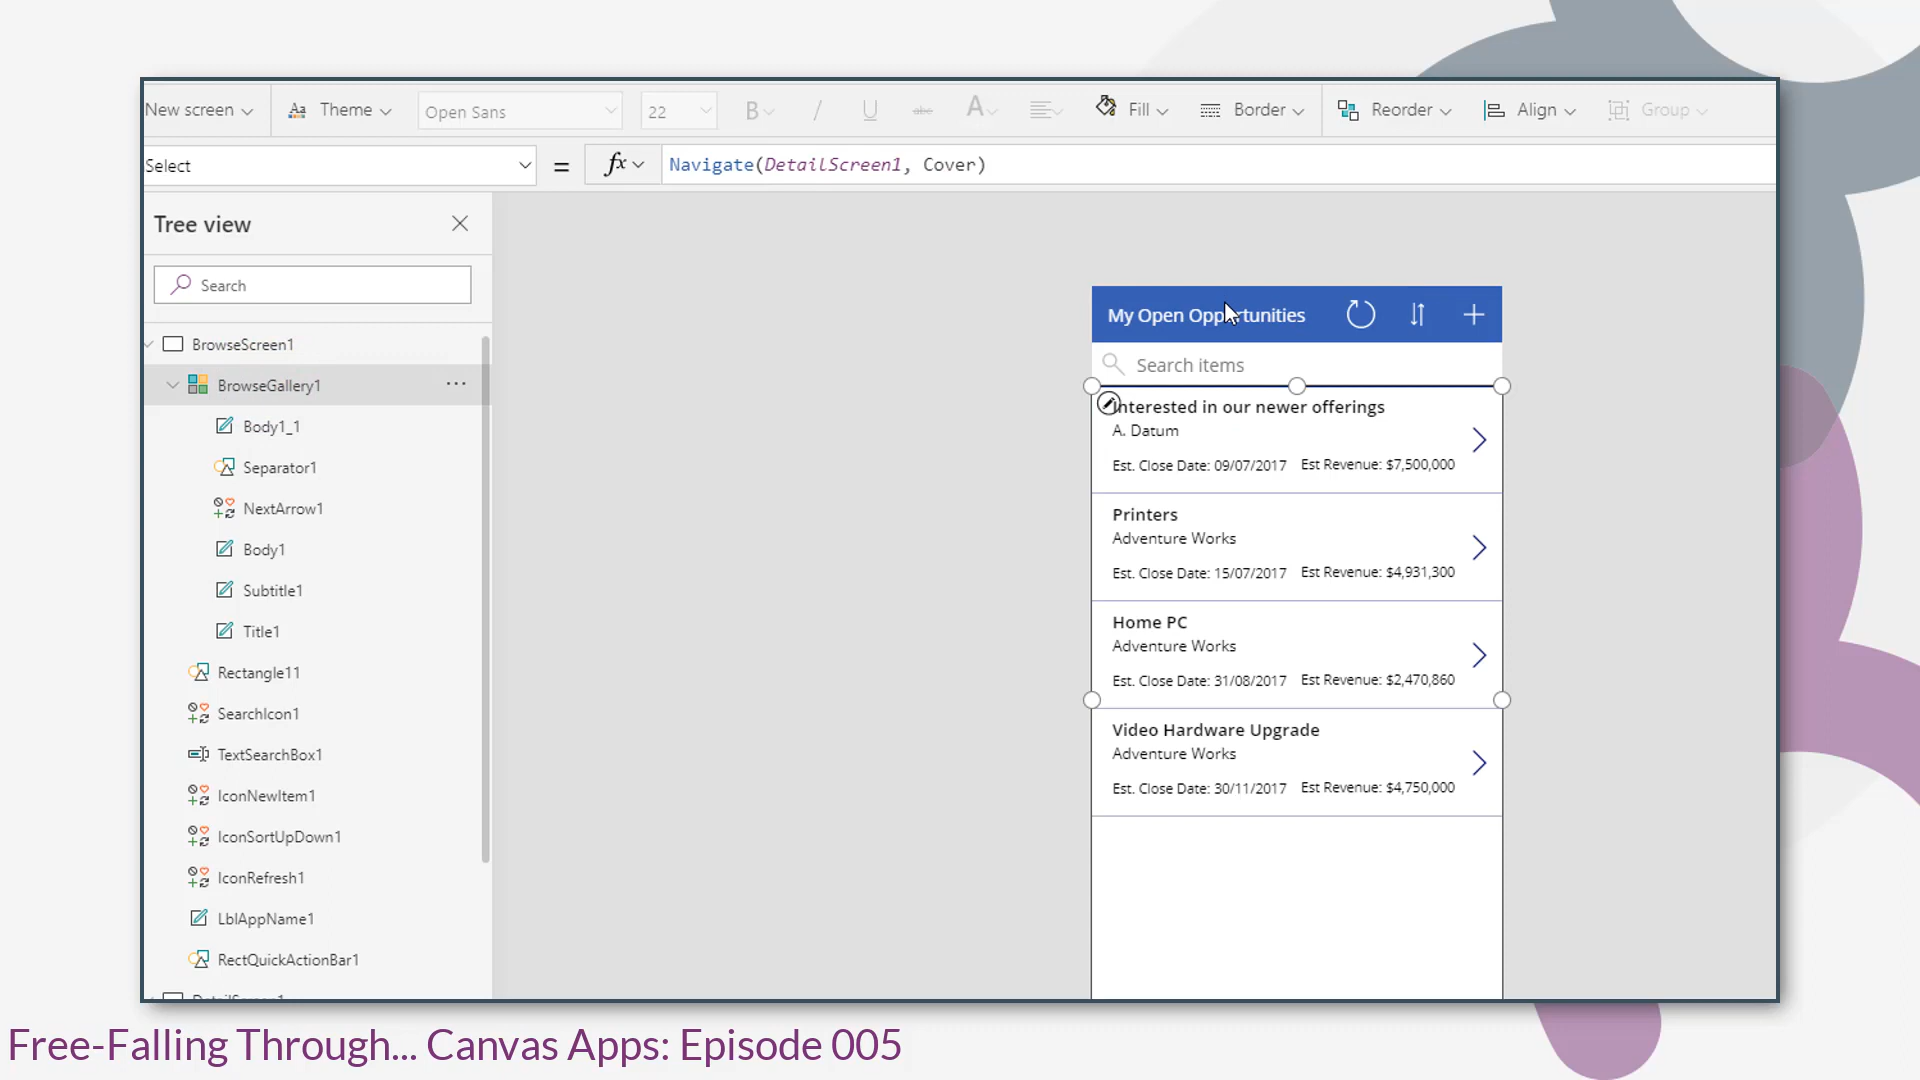 New screen Theme Open Sans 22 B / U abc A Fill Border Reorder Align Group
Select = fx Navigate(DetailScreen1, Cover)
Tree view
Search
BrowseScreen1
BrowseGallery1
Body1_1
Separator1
NextArrow1
Body1
Subtitle1
Title1
Rectangle11
SearchIcon1
TextSearchBox1
IconNewItem1
IconSortUpDown1
IconRefresh1
LblAppName1
RectQuickActionBar1
DetailScreen1
My Open Opportunities
Search items
Interested in our newer offerings
A. Datum
Est. Close Date: 09/07/2017 Est Revenue: $7,500,000
Printers
Adventure Works
Est. Close Date: 15/07/2017 Est Revenue: $4,931,300
Home PC
Adventure Works
Est. Close Date: 31/08/2017 Est Revenue: $2,470,860
Video Hardware Upgrade
Adventure Works
Est. Close Date: 30/11/2017 Est Revenue: $4,750,000
Free-Falling Through... Canvas Apps: Episode 005